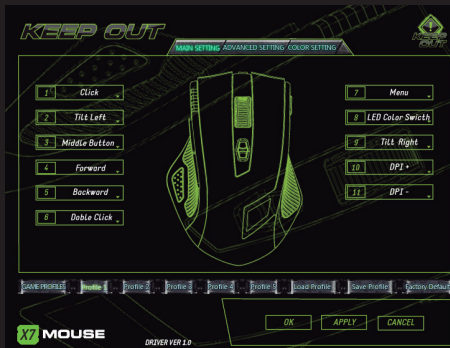 KEEP OUT
KEEP OUT
MAIN SETTING ADVANCED SETTING COLOR SETTING
1 Click
2 Tilt Left
3 Middle Button
4 Forward
5 Backward
6 Doble Click
7 Menu
8 LED Color Swicth
9 Tilt Right
10 DPI +
11 DPI -
GAME PROFILE Profile 1 Profile 2 Profile 3 Profile 4 Profile 5 Load Profile Save Profile Factory Default
OK APPLY CANCEL
X7 MOUSE
DRIVER VER 1.0